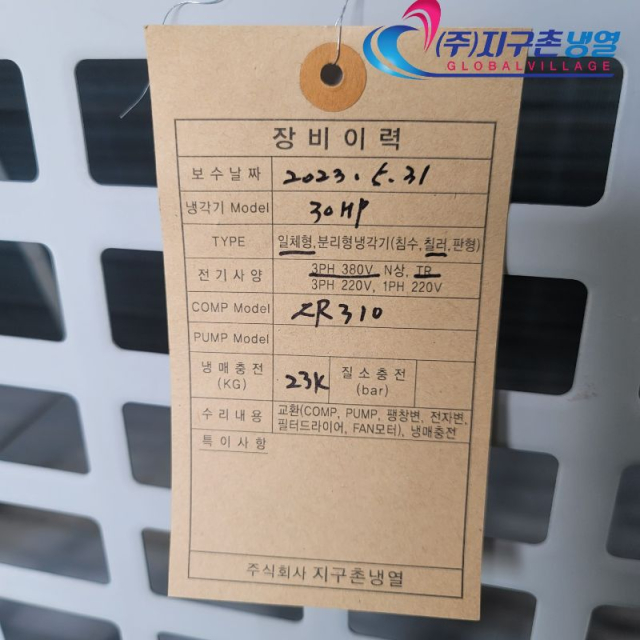 (주)지구촌냉열
GLOBALVILLAGE
장비이력
보수날짜 2023.5.31
냉각기 Model 30HP
TYPE 일체형,분리형냉각기(침수,칠러,판형)
전기사양 3PH 380V, N상, TR
3PH 220V, 1PH 220V
COMP Model ZR310
PUMP Model
냉매충전 (KG) 23K 질소충전 (bar)
수리내용 교환(COMP, PUMP, 팽창변, 전자변,
필터드라이어, FAN모터), 냉매충전
특이사항
주식회사 지구촌냉열